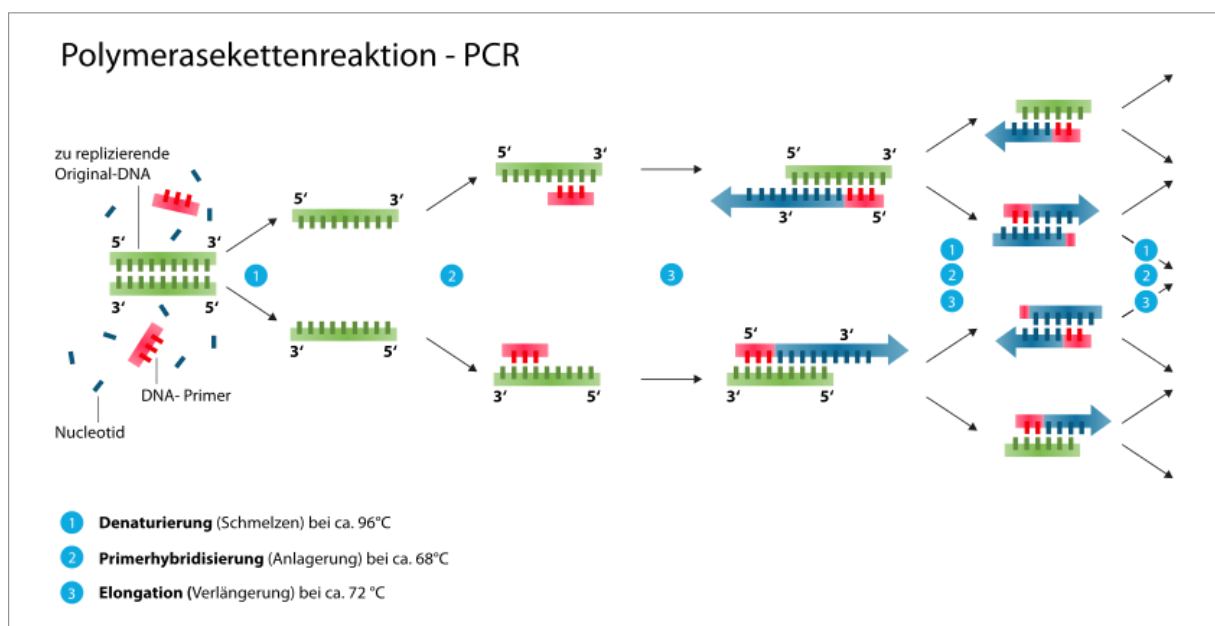 Polymerasekettenreaktion - PCR
zu replizierende
Original-DNA
5‘ 3‘
3‘ 5‘
DNA- Primer
Nucleotid
1
5‘ 3‘
3‘ 5‘
2
5‘ 3‘
3‘ 5‘
3
5‘ 3‘
3‘ 5‘
5‘ 3‘
3‘ 5‘
1
2
3
1
2
3
1 Denaturierung (Schmelzen) bei ca. 96°C
2 Primerhybridisierung (Anlagerung) bei ca. 68°C
3 Elongation (Verlängerung) bei ca. 72 °C